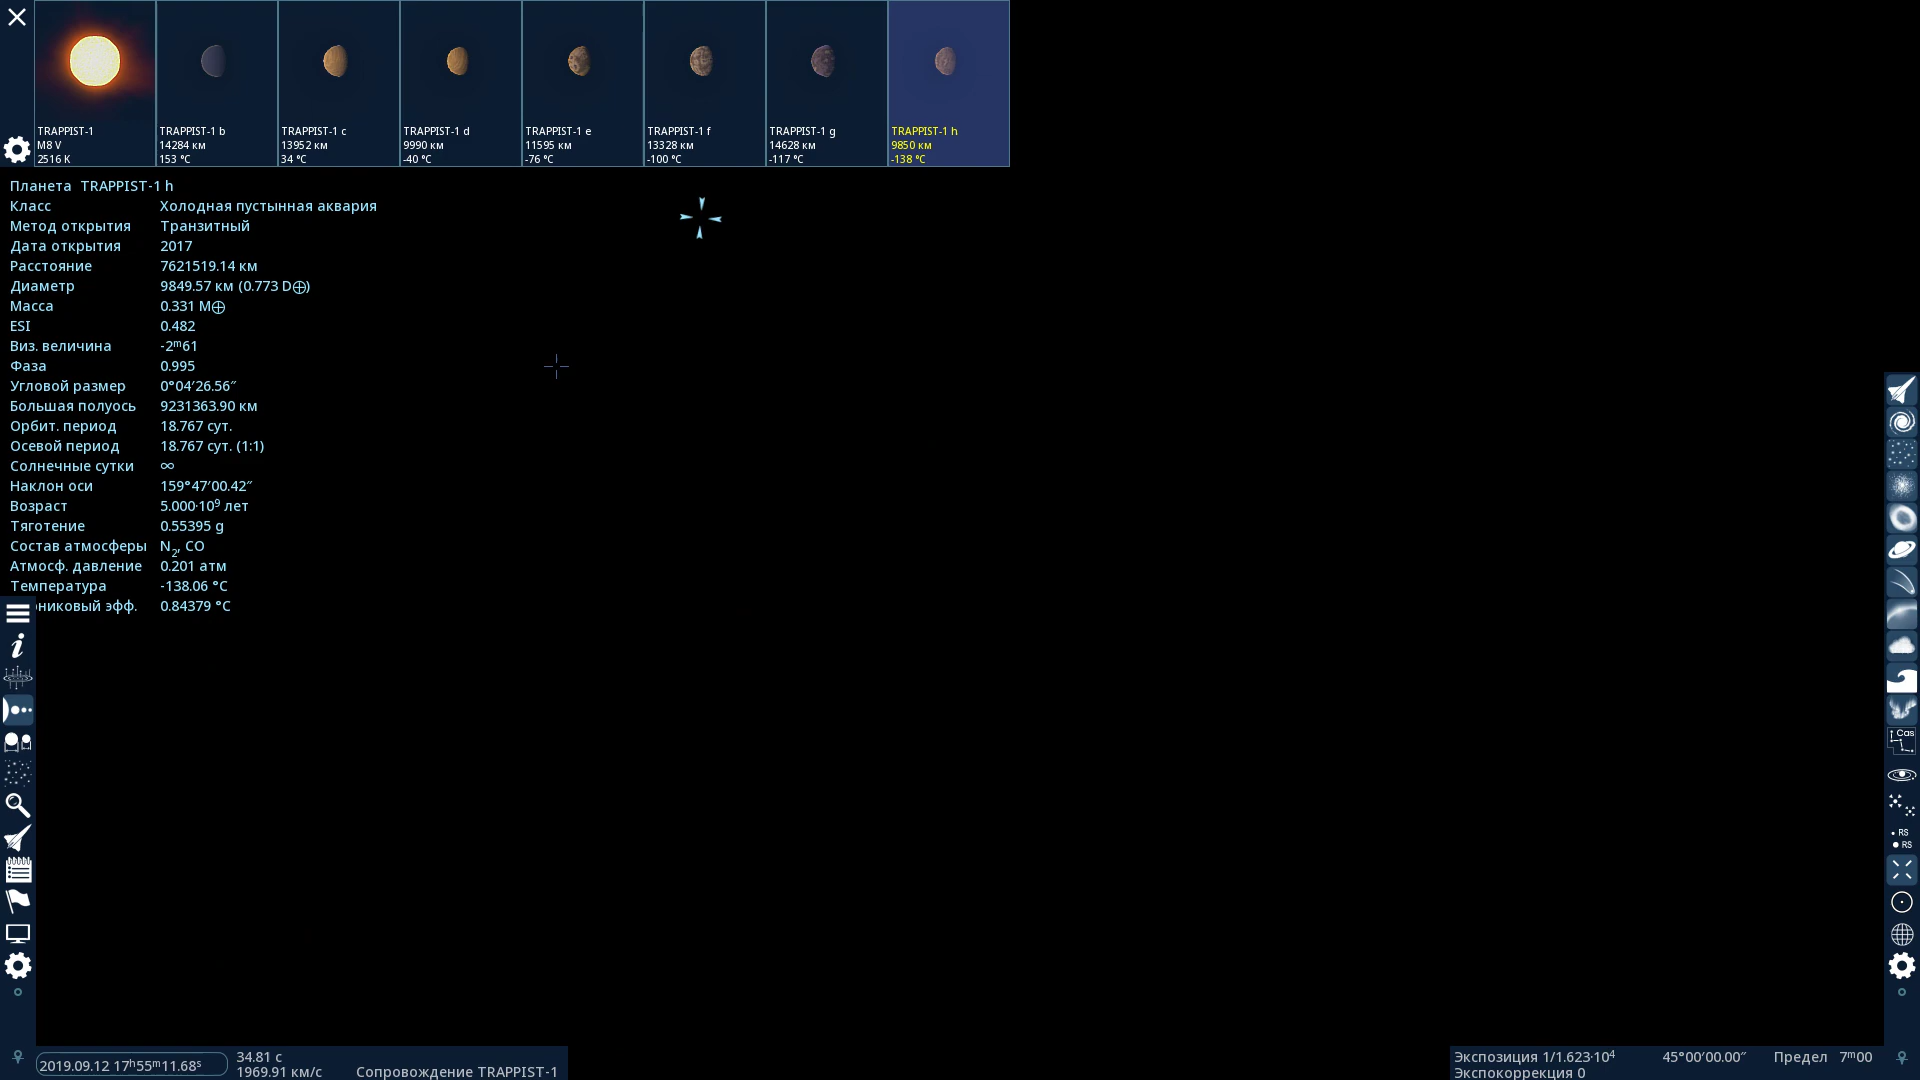 TRAPPIST-1
M8 V
2516 K
TRAPPIST-1 b
14284 км
153 °C
TRAPPIST-1 c
13952 км
34 °C
TRAPPIST-1 d
9990 км
-40 °C
TRAPPIST-1 e
11595 км
-76 °C
TRAPPIST-1 f
13328 км
-100 °C
TRAPPIST-1 g
14628 км
-117 °C
TRAPPIST-1 h
9850 км
-138 °C
Планета TRAPPIST-1 h
Класс Холодная пустынная аквария
Метод открытия Транзитный
Дата открытия 2017
Расстояние 7621519.14 км
Диаметр 9849.57 км (0.773 D⊕)
Масса 0.331 M⊕
ESI 0.482
Виз. величина -2ᵐ61
Фаза 0.995
Угловой размер 0°04′26.56″
Большая полуось 9231363.90 км
Орбит. период 18.767 сут.
Осевой период 18.767 сут. (1:1)
Солнечные сутки ∞
Наклон оси 159°47′00.42″
Возраст 5.000·10⁹ лет
Тяготение 0.55395 g
Состав атмосферы N₂, CO
Атмосф. давление 0.201 атм
Температура -138.06 °C
никовый эфф. 0.84379 °C
Cas
RS
RS
2019.09.12 17ʰ55ᵐ11.68ˢ
34.81 с
1969.91 км/с Сопровождение TRAPPIST-1
Экспозиция 1/1.623·10⁴ 45°00′00.00″ Предел 7ᵐ00
Экспокоррекция 0